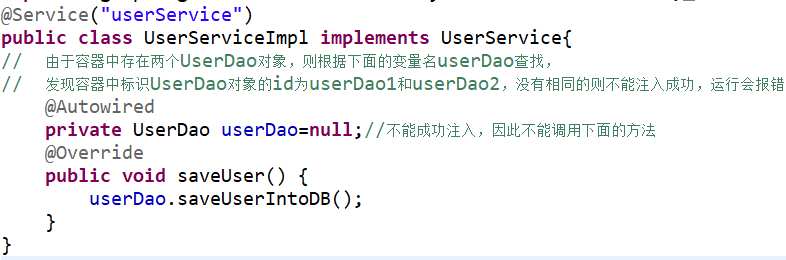 @Service("userService")
public class UserServiceImpl implements UserService{
//  由于容器中存在两个UserDao对象，则根据下面的变量名userDao查找，
//  发现容器中标识UserDao对象的id为userDao1和userDao2，没有相同的则不能注入成功，运行会报错
    @Autowired
    private UserDao userDao=null;//不能成功注入，因此不能调用下面的方法
    @Override
    public void saveUser() {
        userDao.saveUserIntoDB();
    }
}